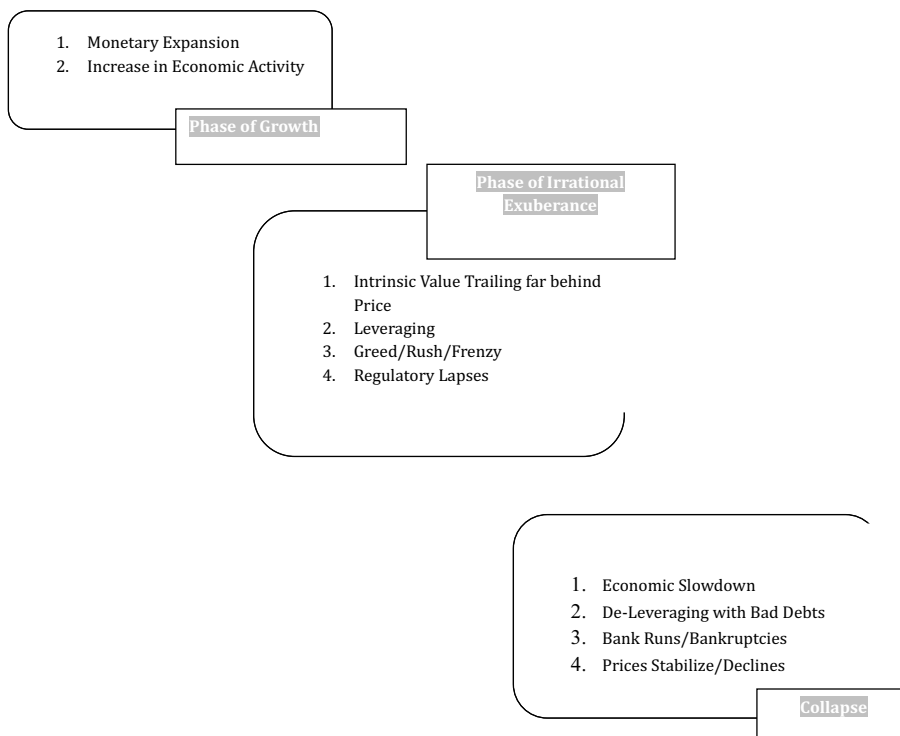 1. Monetary Expansion
2. Increase in Economic Activity
Phase of Growth
Phase of Irrational
Exuberance
1. Intrinsic Value Trailing far behind
Price
2. Leveraging
3. Greed/Rush/Frenzy
4. Regulatory Lapses
1. Economic Slowdown
2. De-Leveraging with Bad Debts
3. Bank Runs/Bankruptcies
4. Prices Stabilize/Declines
Collapse